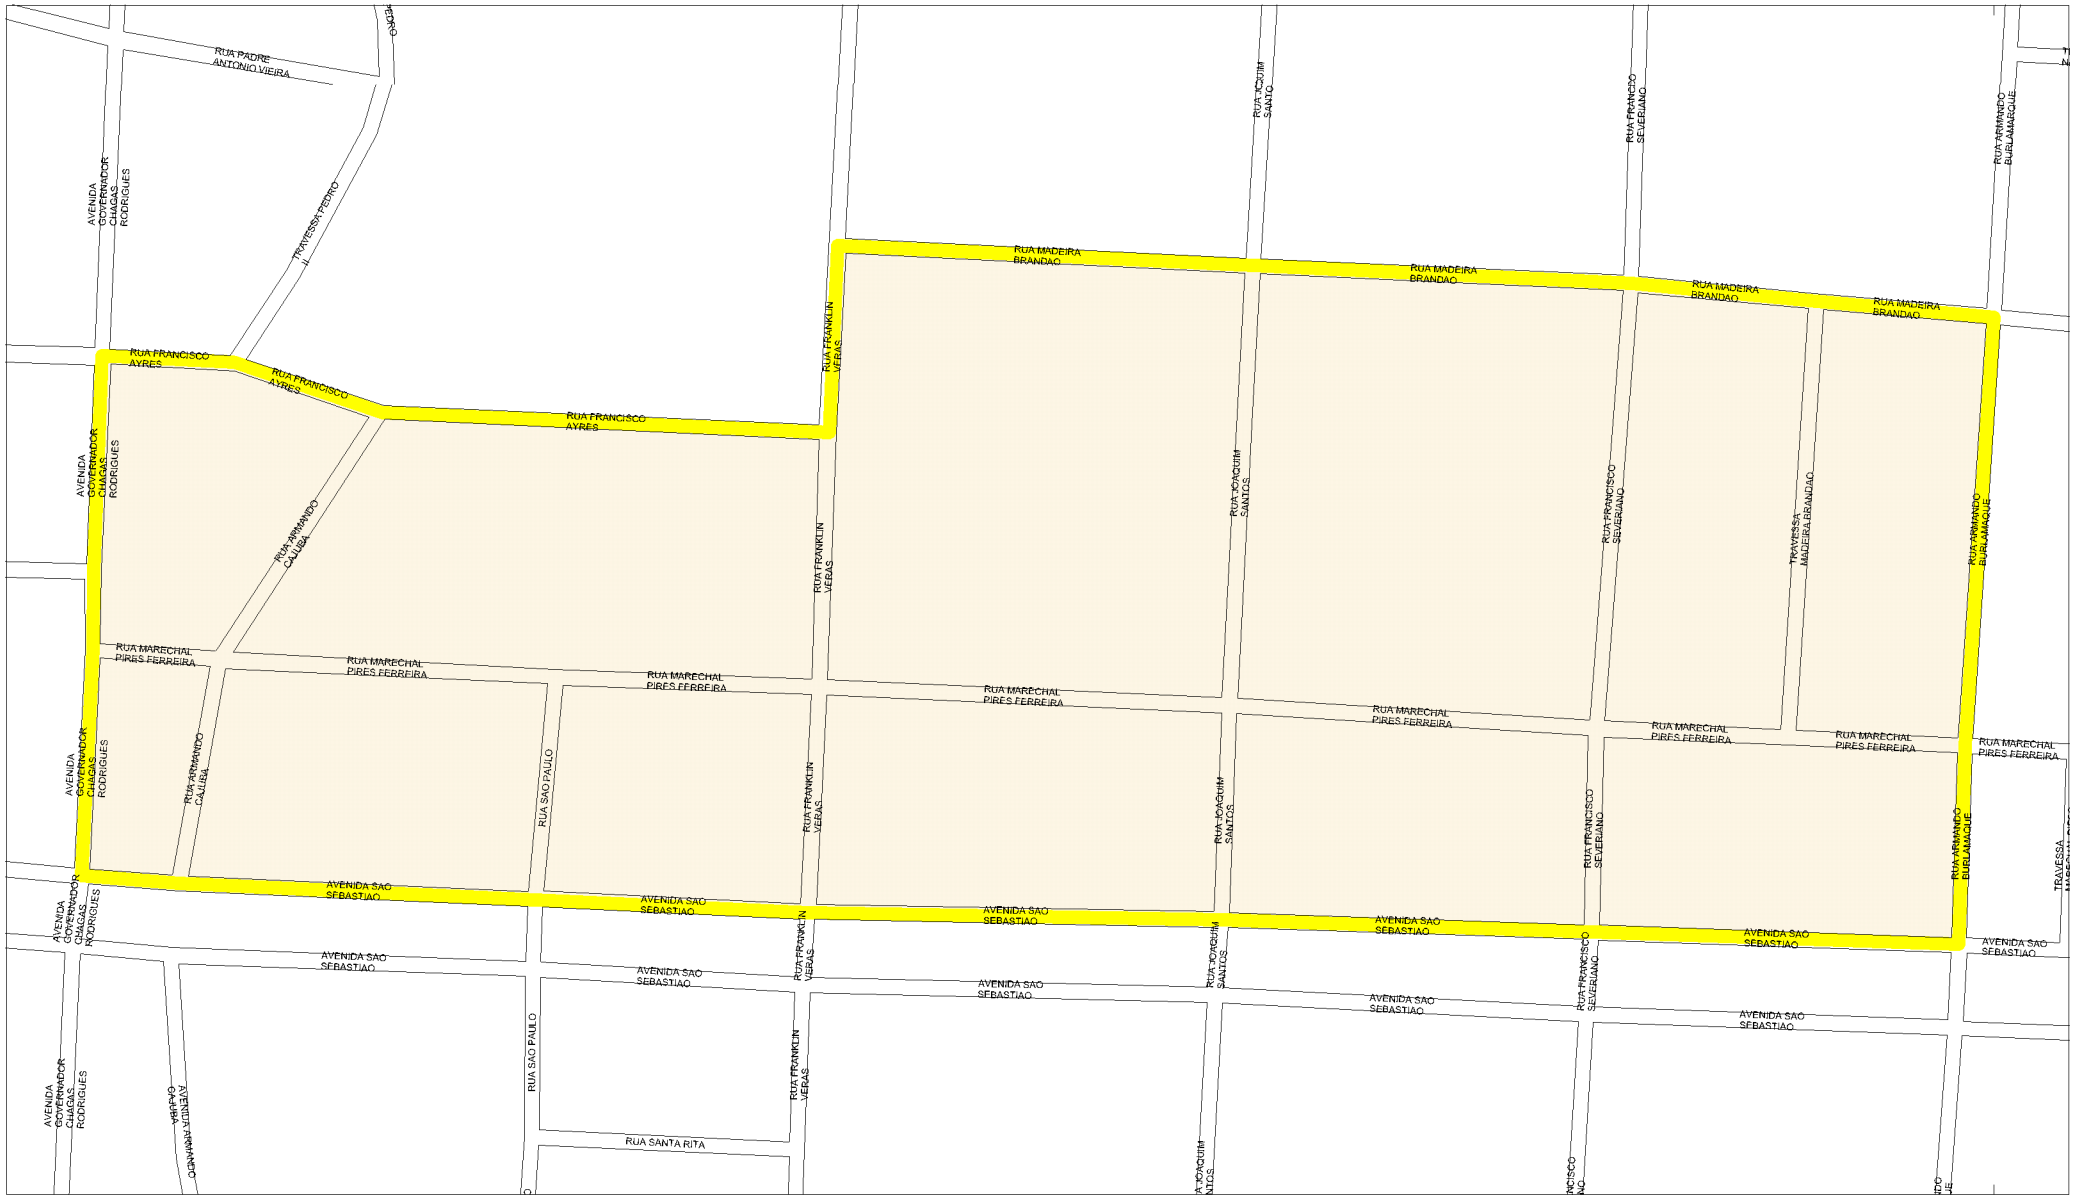 PEDRO
RUA PADRE
ANTONIO VIEIRA
RUA JOAQUIM
SANTO
RUA FRANCCO
SEVERIANO
RUA ARMANDO
BURLAMARQUE
AVENIDA
GOVERNADOR
CHAGAS
RODRIGUES
TRAVESSA PEDRO
II
RUA MADEIRA
BRANDAO
RUA MADEIRA
BRANDAO
RUA MADEIRA
BRANDAO
RUA MADEIRA
BRANDAO
RUA FRANKLIN
VERAS
RUA FRANCISCO
AYRES
RUA FRANCISCO
AYRES
RUA FRANCISCO
AYRES
AVENIDA
GOVERNADOR
CHAGAS
RODRIGUES
RUA ARMANDO
CAJUBA
RUA FRANKLIN
VERAS
RUA JOAQUIM
SANTOS
RUA FRANCISCO
SEVERIANO
TRAVESSA
MADEIRA BRANDAO
RUA ARMANDO
BURLAMAQUE
RUA MARECHAL
PIRES FERREIRA
RUA MARECHAL
PIRES FERREIRA
RUA MARECHAL
PIRES FERREIRA
RUA MARECHAL
PIRES FERREIRA
RUA MARECHAL
PIRES FERREIRA
RUA MARECHAL
PIRES FERREIRA
RUA MARECHAL
PIRES FERREIRA
RUA MARECHAL
PIRES FERREIRA
AVENIDA
GOVERNADOR
CHAGAS
RODRIGUES
RUA ARMANDO
CAJUBA
RUA SAO PAULO
RUA FRANKLIN
VERAS
RUA JOAQUIM
SANTOS
RUA FRANCISCO
SEVERIANO
RUA ARMANDO
BURLAMAQUE
TRAVESSA
AVENIDA SAO
SEBASTIAO
AVENIDA SAO
SEBASTIAO
AVENIDA SAO
SEBASTIAO
AVENIDA SAO
SEBASTIAO
AVENIDA SAO
SEBASTIAO
AVENIDA SAO
SEBASTIAO
AVENIDA
GOVERNADOR
CHAGAS
RODRIGUES
RUA FRANKLIN
VERAS
RUA JOAQUIM
SANTOS
RUA FRANCISCO
SEVERIANO
AVENIDA SAO
SEBASTIAO
AVENIDA SAO
SEBASTIAO
AVENIDA SAO
SEBASTIAO
AVENIDA SAO
SEBASTIAO
AVENIDA SAO
SEBASTIAO
AVENIDA
GOVERNADOR
CHAGAS
RODRIGUES
AVENIDA ARMANDO
CAJUBA
RUA SAO PAULO
RUA FRANKLIN
VERAS
RUA SANTA RITA
A JOAQUIM
NTOS
NCISCO